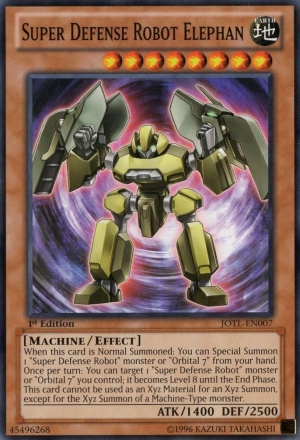 SUPER DEFENSE ROBOT ELEPHAN
EARTH
地
1st Edition
JOTL-EN007
[MACHINE / EFFECT]
When this card is Normal Summoned: You can Special Summon
1 "Super Defense Robot" monster or "Orbital 7" from your hand.
Once per turn: You can target 1 "Super Defense Robot" monster
or "Orbital 7" you control; it becomes Level 8 until the End Phase.
This card cannot be used as an Xyz Material for an Xyz Summon,
except for the Xyz Summon of a Machine-Type monster.
ATK/1400 DEF/2500
45496268
©1996 KAZUKI TAKAHASHI